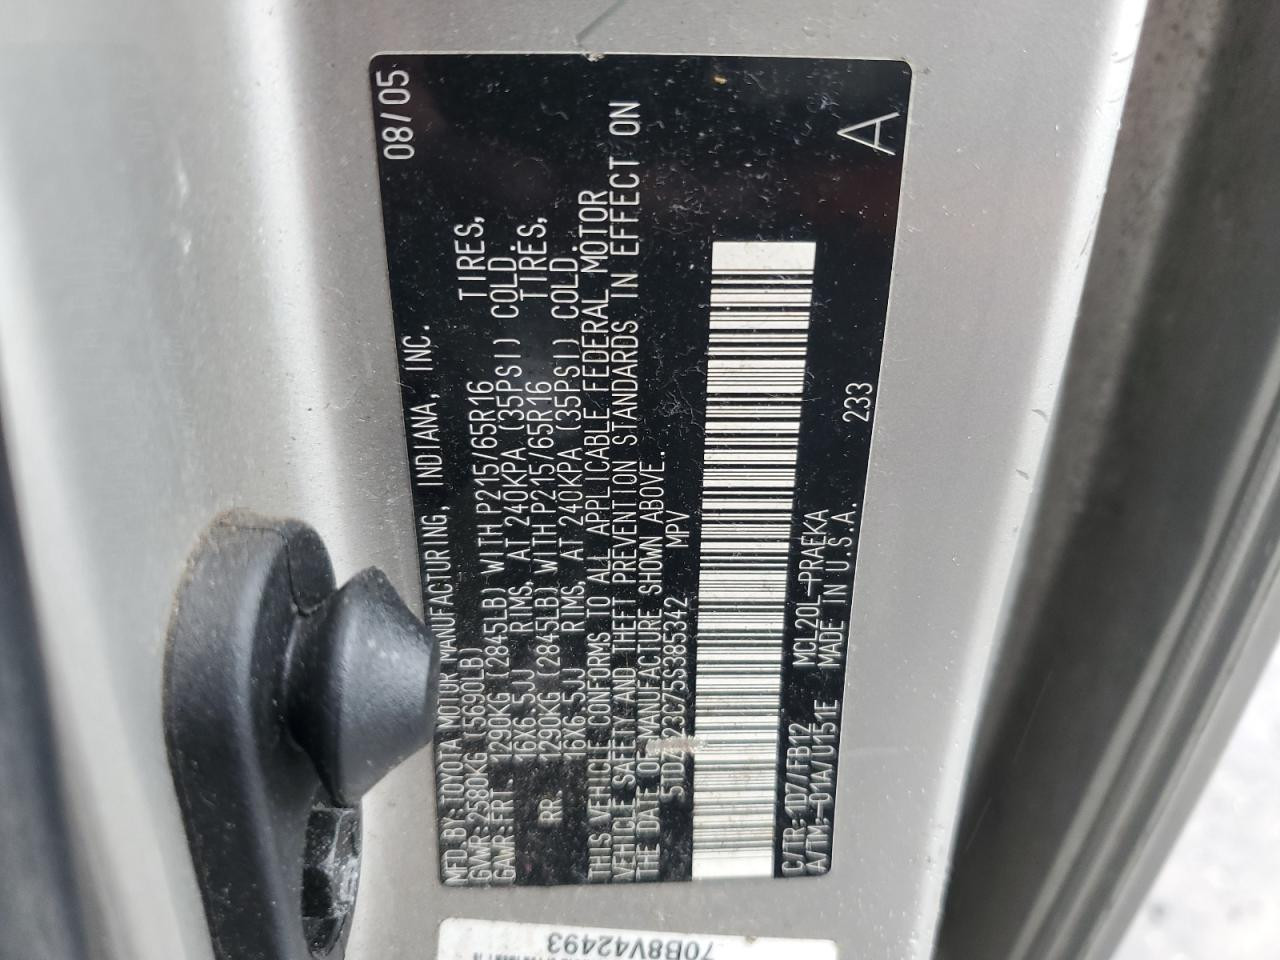 MFD.BY:TOYOTA MOTOR MANUFACTURING, INDIANA, INC. 08/05
GVWR:2580KG (5690LB)
GAWR:FRT. 1290KG (2845LB) WITH P215/65R16 TIRES,
16X6.5JJ RIMS, AT 240KPA (35PSI) COLD.
RR. 1290KG (2845LB) WITH P215/65R16 TIRES,
16X6.5JJ RIMS, AT 240KPA (35PSI) COLD.
THIS VEHICLE CONFORMS TO ALL APPLICABLE FEDERAL MOTOR
VEHICLE SAFETY AND THEFT PREVENTION STANDARDS IN EFFECT ON
THE DATE OF MANUFACTURE SHOWN ABOVE.
5TDZA23C75S385342 MPV
C/TR:1D7//FB12 MCL20L-PRAEKA
A/TM:-01A/U151E MADE IN U.S.A. 233
A
70B8V42493